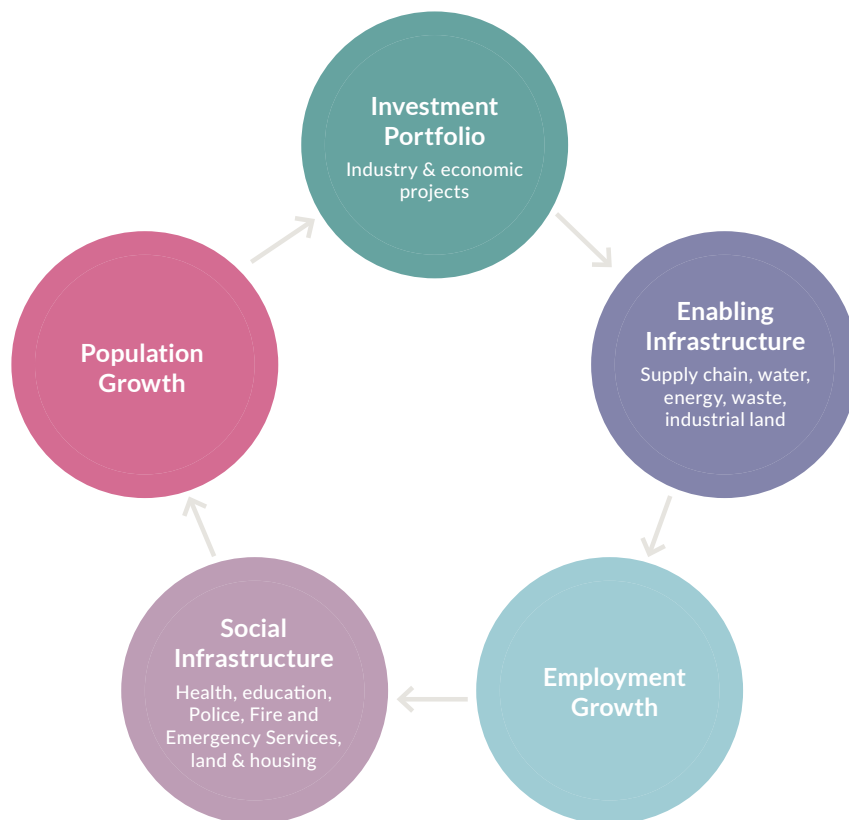 Investment
Portfolio
Industry & economic
projects
Enabling
Infrastructure
Supply chain, water,
energy, waste,
industrial land
Employment
Growth
Social
Infrastructure
Health, education,
Police, Fire and
Emergency Services,
land & housing
Population
Growth